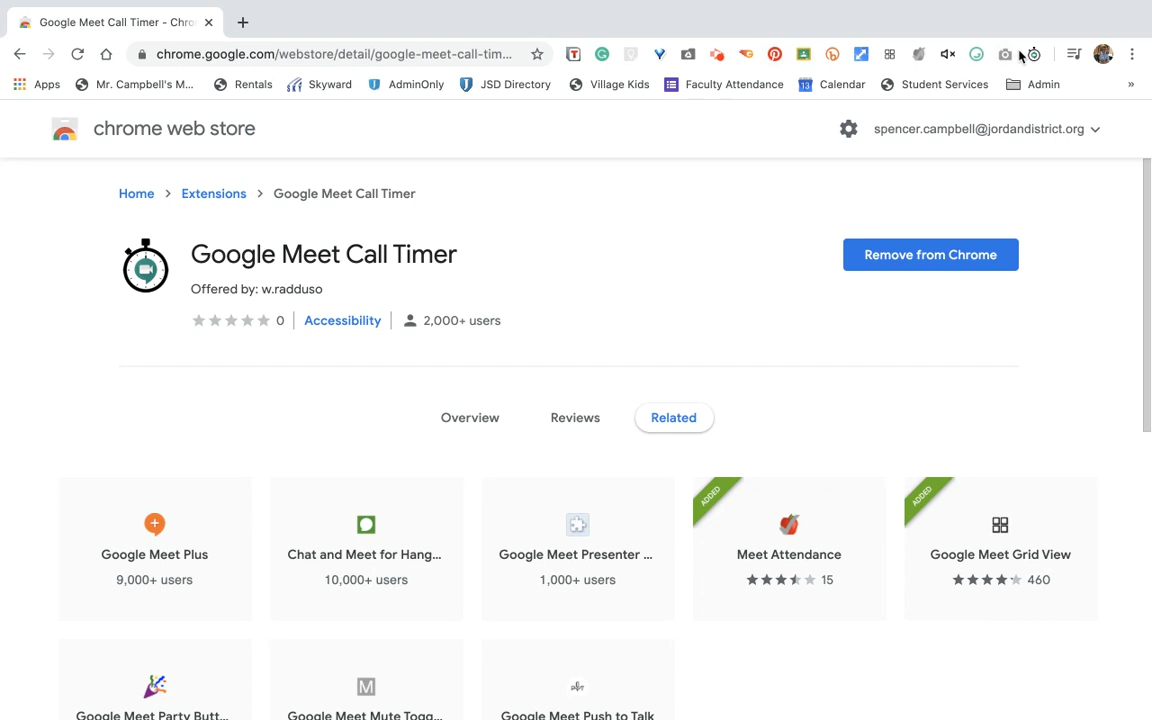 Google Meet Call Timer - Chro
chrome.google.com/webstore/detail/google-meet-call-tim...
Apps
Mr. Campbell's M...
Rentals
Skyward
AdminOnly
JSD Directory
Village Kids
Faculty Attendance
Calendar
Student Services
Admin
»
chrome web store
spencer.campbell@jordandistrict.org
Home > Extensions > Google Meet Call Timer
Google Meet Call Timer
Remove from Chrome
Offered by: w.radduso
0 Accessibility 2,000+ users
Overview Reviews Related
ADDED
ADDED
Google Meet Plus
Chat and Meet for Hang...
Google Meet Presenter ...
Meet Attendance
Google Meet Grid View
9,000+ users
10,000+ users
1,000+ users
15
460
M
Google Meet Party Butt...
Google Meet Mute Togg...
Google Meet Push to Talk